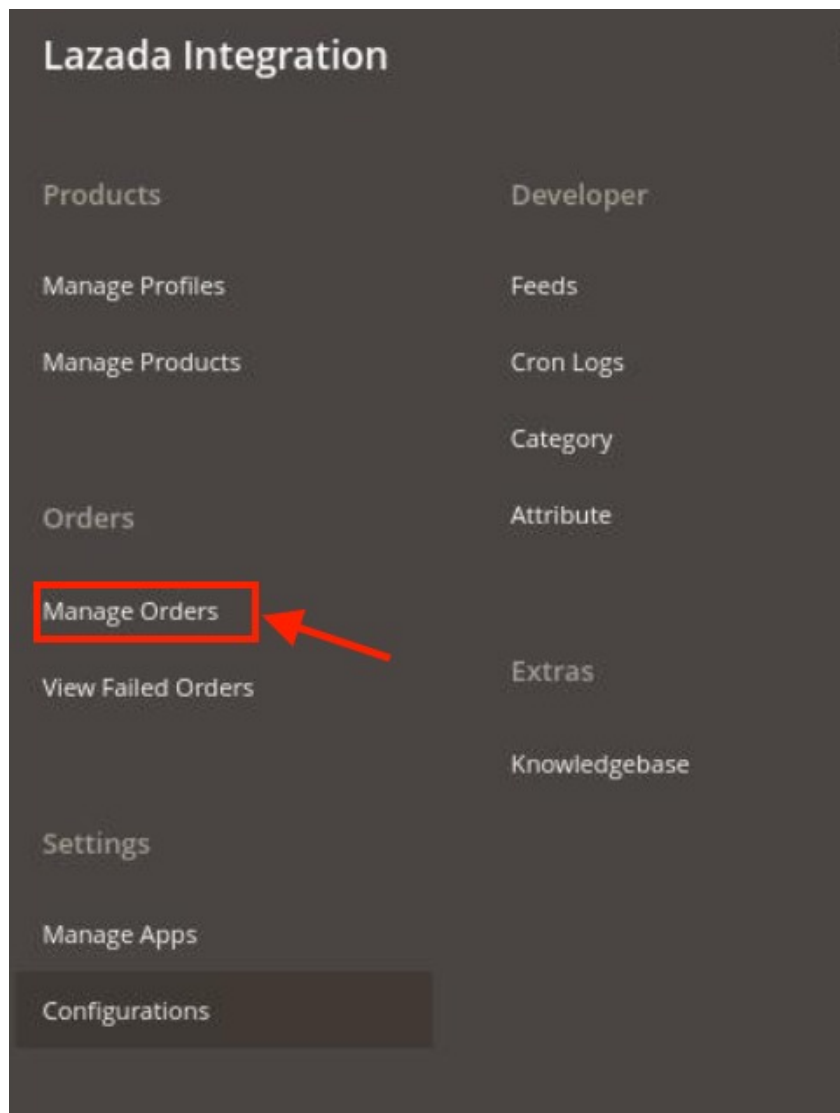 Lazada Integration
Products
Manage Profiles
Manage Products
Orders
Manage Orders
View Failed Orders
Settings
Manage Apps
Configurations
Developer
Feeds
Cron Logs
Category
Attribute
Extras
Knowledgebase